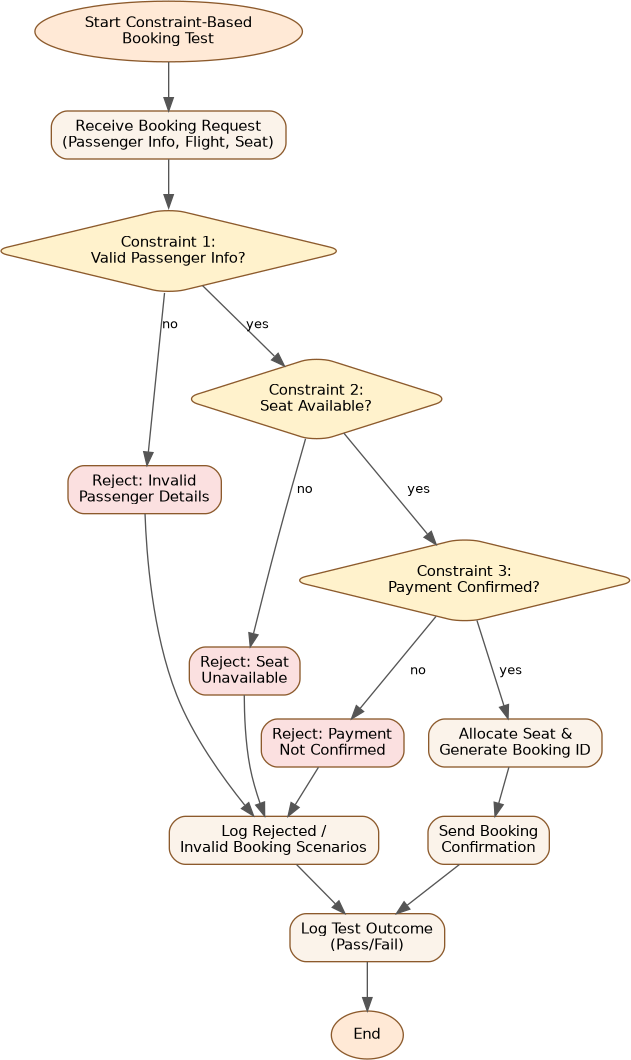 Start Constraint-Based
Booking Test
Receive Booking Request
(Passenger Info, Flight, Seat)
Constraint 1:
Valid Passenger Info?
no
yes
Constraint 2:
Seat Available?
Reject: Invalid
Passenger Details
no
yes
Constraint 3:
Payment Confirmed?
Reject: Seat
Unavailable
no
yes
Reject: Payment
Not Confirmed
Allocate Seat &
Generate Booking ID
Log Rejected /
Invalid Booking Scenarios
Send Booking
Confirmation
Log Test Outcome
(Pass/Fail)
End